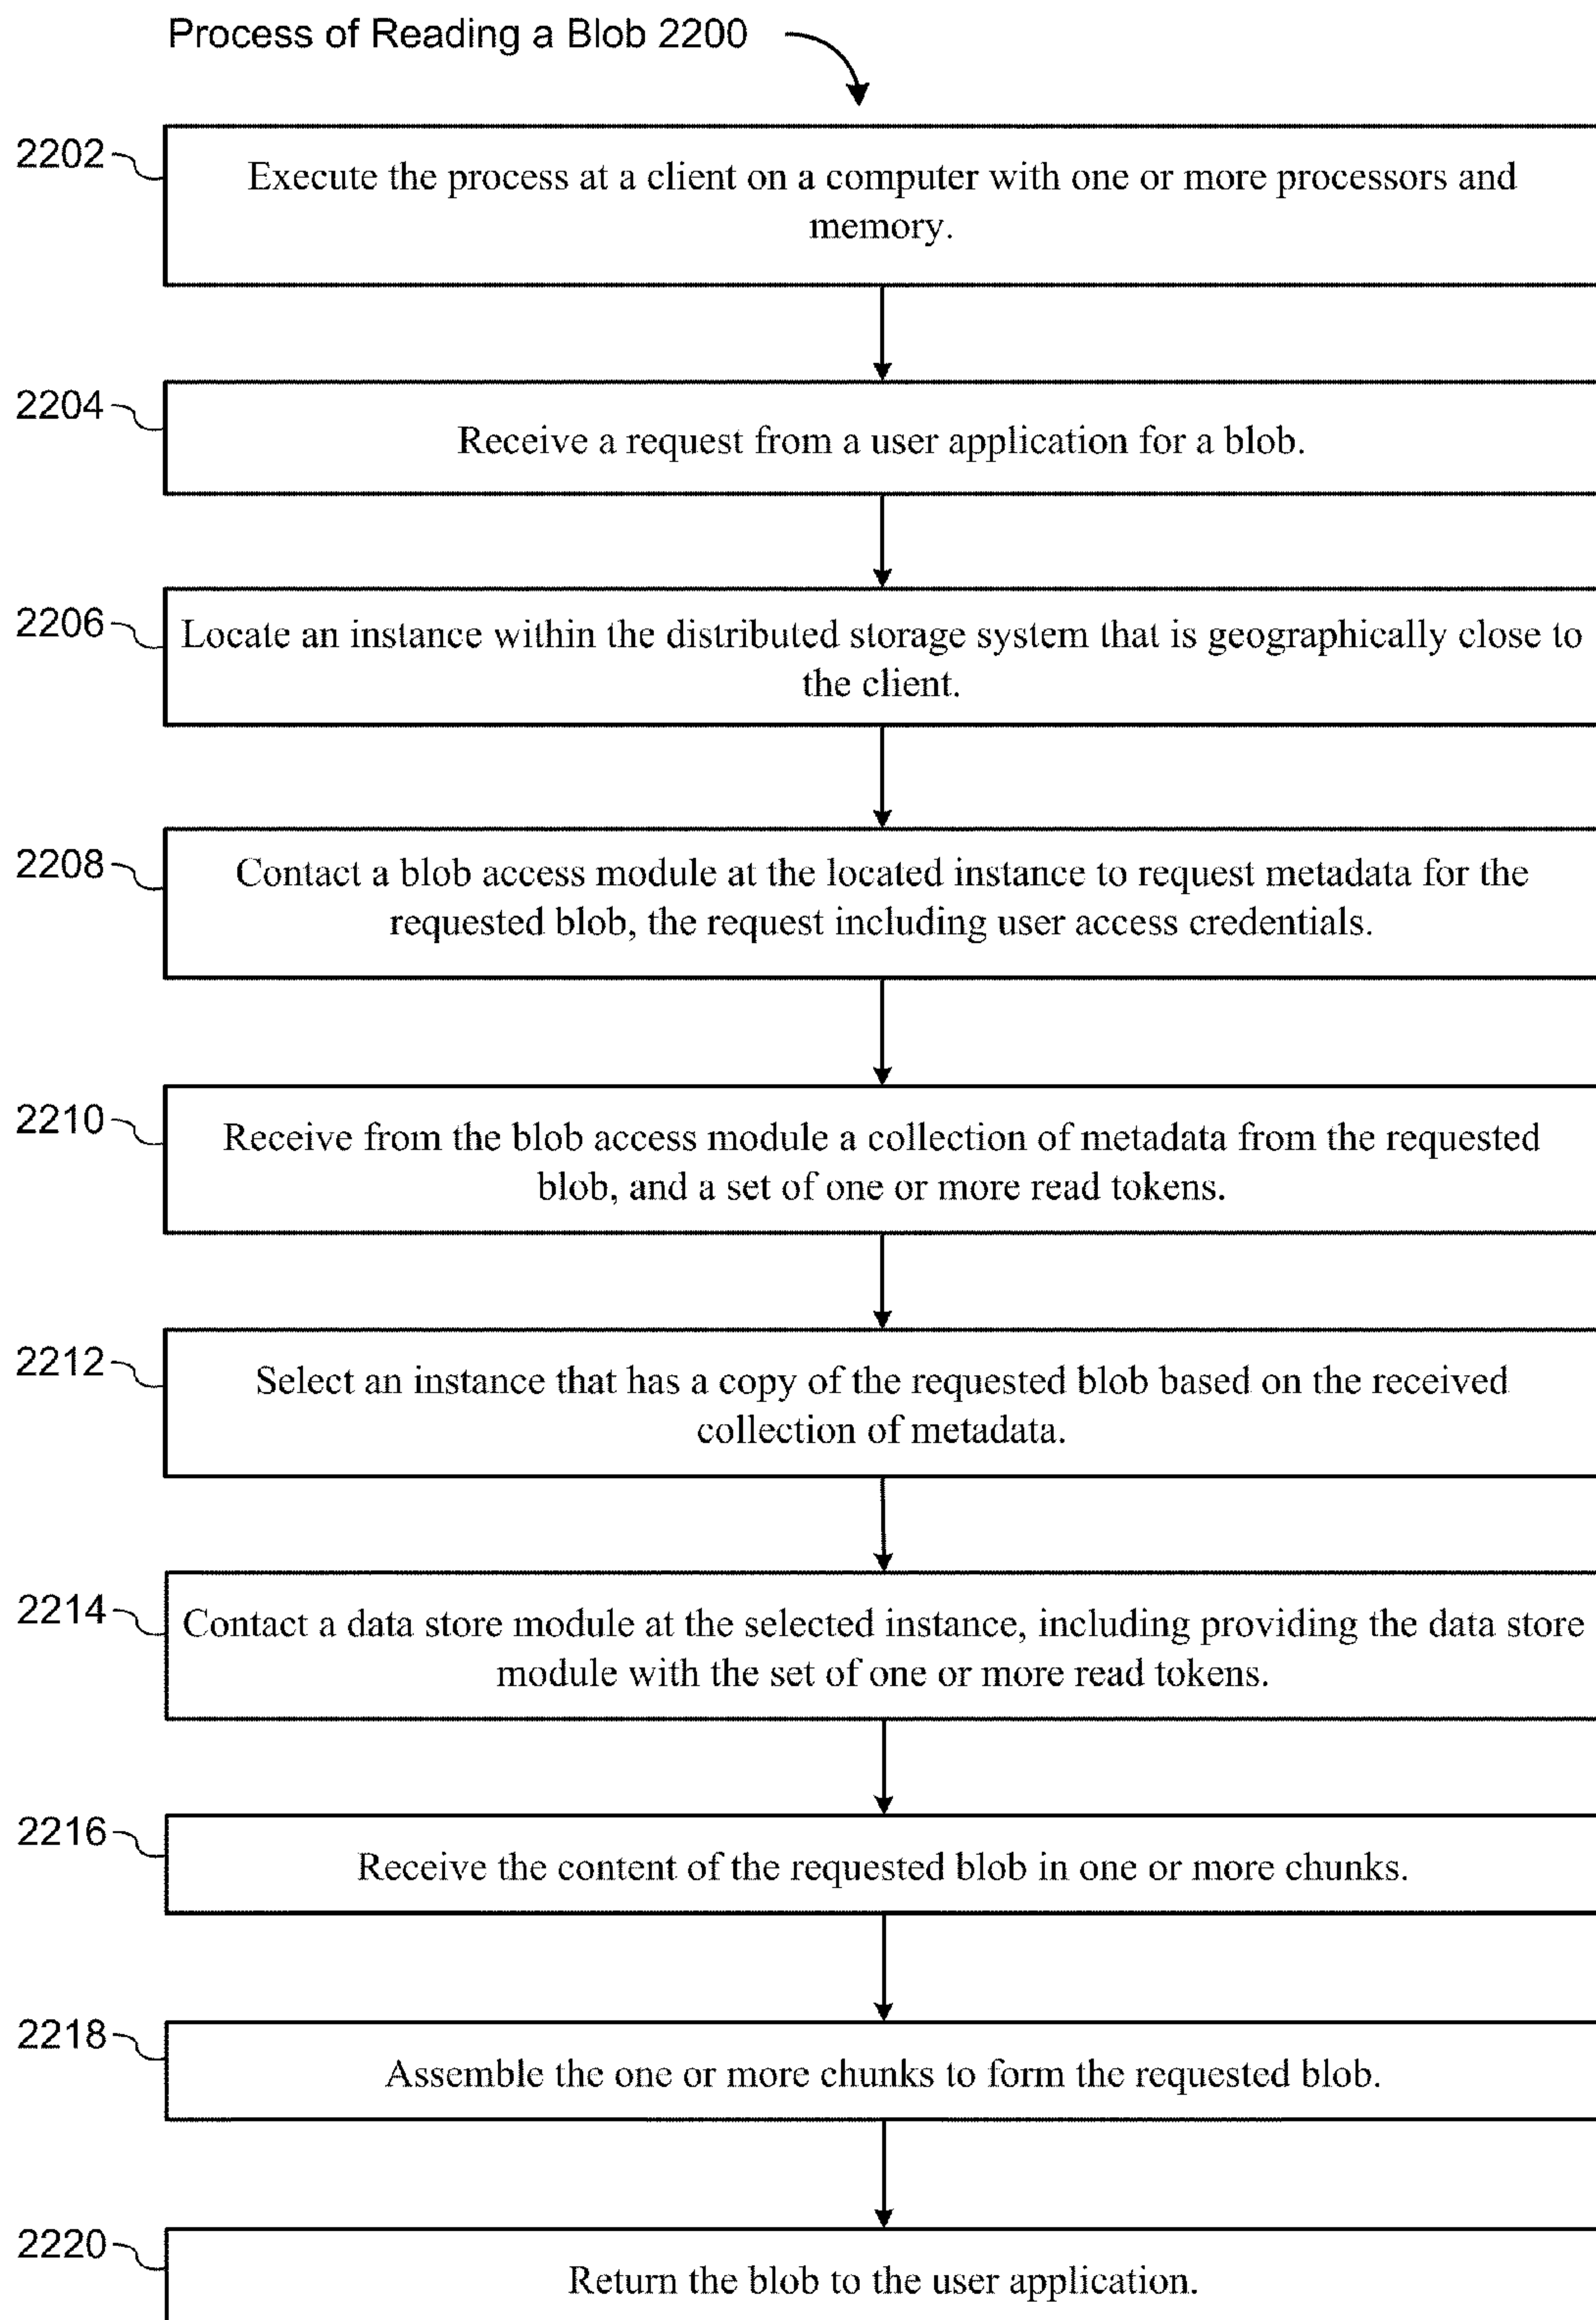 Process of Reading a Blob 2200
2202
Execute the process at a client on a computer with one or more processors and
memory.
2204
Receive a request from a user application for a blob.
2206
Locate an instance within the distributed storage system that is geographically close to
the client.
2208
Contact a blob access module at the located instance to request metadata for the
requested blob, the request including user access credentials.
2210
Receive from the blob access module a collection of metadata from the requested
blob, and a set of one or more read tokens.
2212
Select an instance that has a copy of the requested blob based on the received
collection of metadata.
2214
Contact a data store module at the selected instance, including providing the data store
module with the set of one or more read tokens.
2216
Receive the content of the requested blob in one or more chunks.
2218
Assemble the one or more chunks to form the requested blob.
2220
Return the blob to the user application.